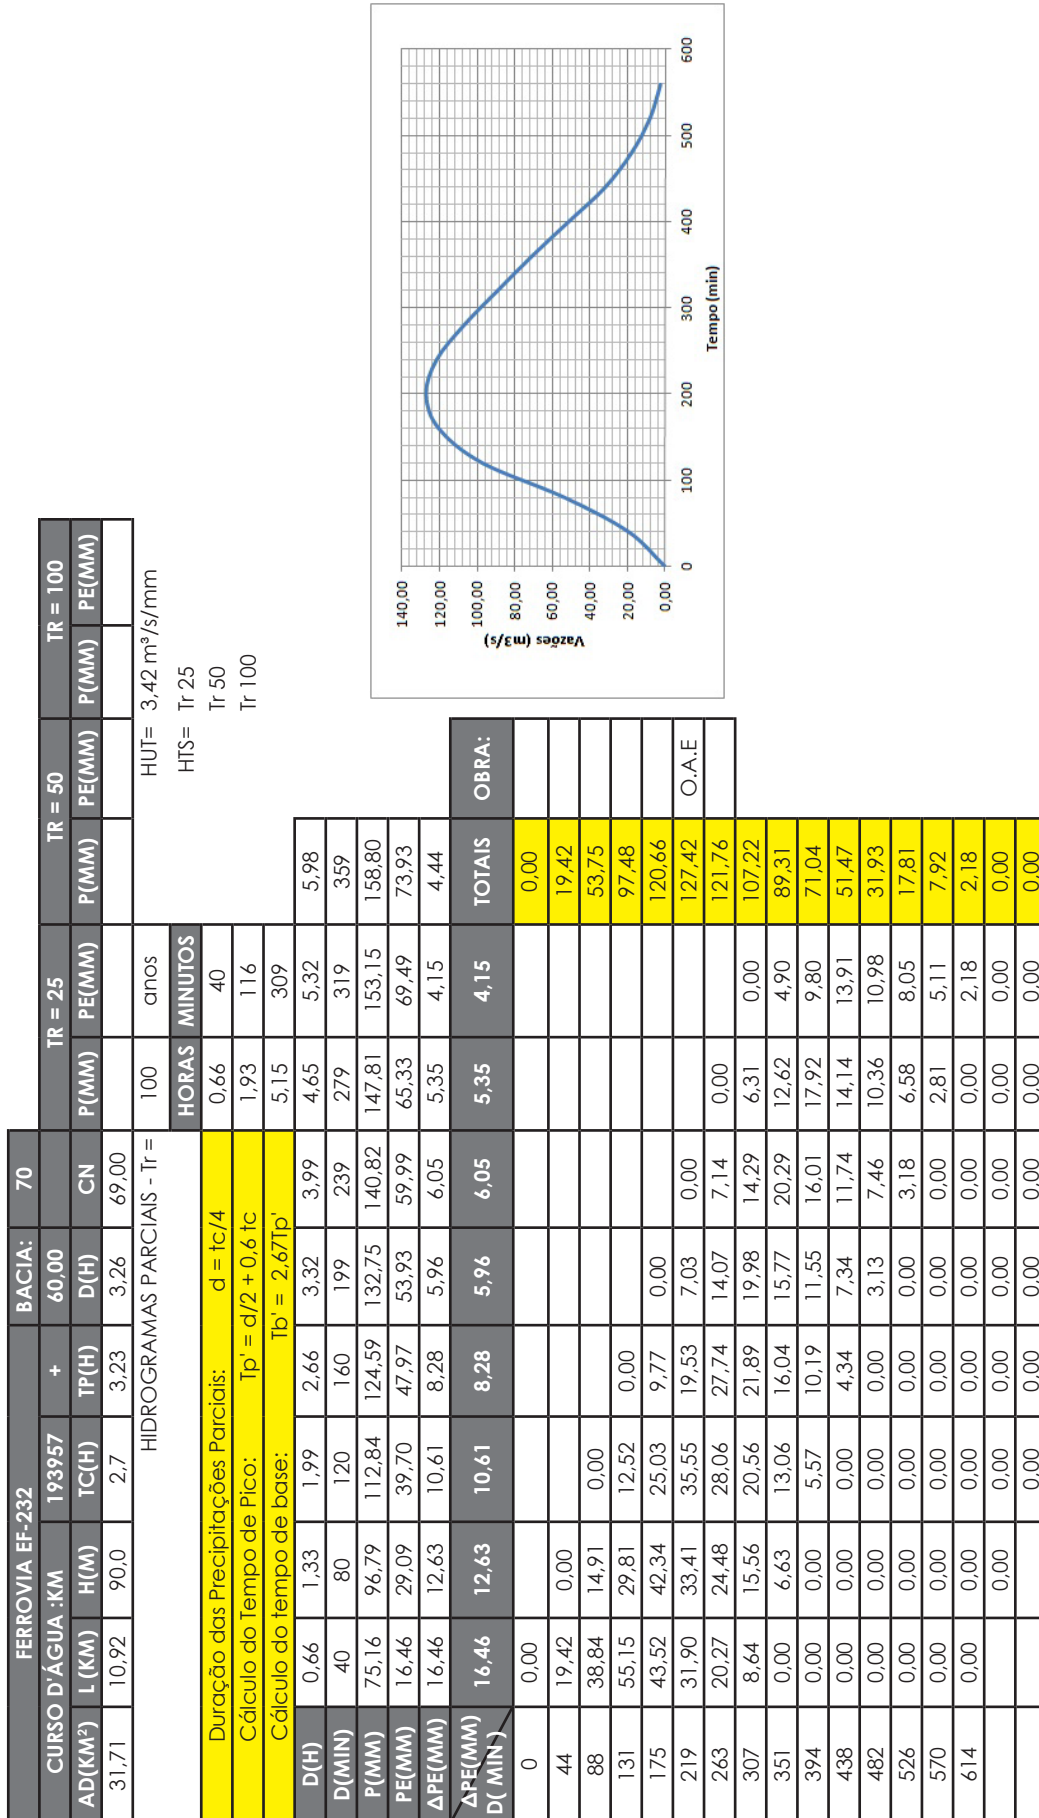 FERROVIA EF-232 BACIA: 70
CURSO D'ÁGUA :KM 193957 + 60,00 TR = 25 TR = 50 TR = 100
AD(KM²) L (KM) H(M) TC(H) TP(H) D(H) CN P(MM) PE(MM) P(MM) PE(MM) P(MM) PE(MM)
31,71 10,92 90,0 2,7 3,23 3,26 69,00
HIDROGRAMAS PARCIAIS - Tr = 100 anos HUT= 3,42 m³/s/mm
HORAS MINUTOS HTS= Tr 25
Duração das Precipitações Parciais: d = tc/4 0,66 40 Tr 50
Cálculo do Tempo de Pico: Tp' = d/2 + 0,6 tc 1,93 116 Tr 100
Cálculo do tempo de base: Tb' = 2,67Tp' 5,15 309
D(H) 0,66 1,33 1,99 2,66 3,32 3,99 4,65 5,32 5,98
D(MIN) 40 80 120 160 199 239 279 319 359
P(MM) 75,16 96,79 112,84 124,59 132,75 140,82 147,81 153,15 158,80
PE(MM) 16,46 29,09 39,70 47,97 53,93 59,99 65,33 69,49 73,93
ΔPE(MM) 16,46 12,63 10,61 8,28 5,96 6,05 5,35 4,15 4,44
ΔPE(MM) D( MIN ) 16,46 12,63 10,61 8,28 5,96 6,05 5,35 4,15 TOTAIS OBRA:
0 0,00 0,00
44 19,42 0,00 19,42
88 38,84 14,91 0,00 53,75
131 55,15 29,81 12,52 0,00 97,48
175 43,52 42,34 25,03 9,77 0,00 120,66
219 31,90 33,41 35,55 19,53 7,03 0,00 127,42 O.A.E
263 20,27 24,48 28,06 27,74 14,07 7,14 0,00 121,76
307 8,64 15,56 20,56 21,89 19,98 14,29 6,31 0,00 107,22
351 0,00 6,63 13,06 16,04 15,77 20,29 12,62 4,90 89,31
394 0,00 0,00 5,57 10,19 11,55 16,01 17,92 9,80 71,04
438 0,00 0,00 0,00 4,34 7,34 11,74 14,14 13,91 51,47
482 0,00 0,00 0,00 0,00 3,13 7,46 10,36 10,98 31,93
526 0,00 0,00 0,00 0,00 0,00 3,18 6,58 8,05 17,81
570 0,00 0,00 0,00 0,00 0,00 0,00 2,81 5,11 7,92
614 0,00 0,00 0,00 0,00 0,00 0,00 0,00 2,18 2,18
0,00 0,00 0,00 0,00 0,00 0,00 0,00 0,00
0,00 0,00 0,00 0,00 0,00 0,00 0,00
Vazões (m3/s)
140,00
120,00
100,00
80,00
60,00
40,00
20,00
0,00
0 100 200 300 400 500 600
Tempo (min)